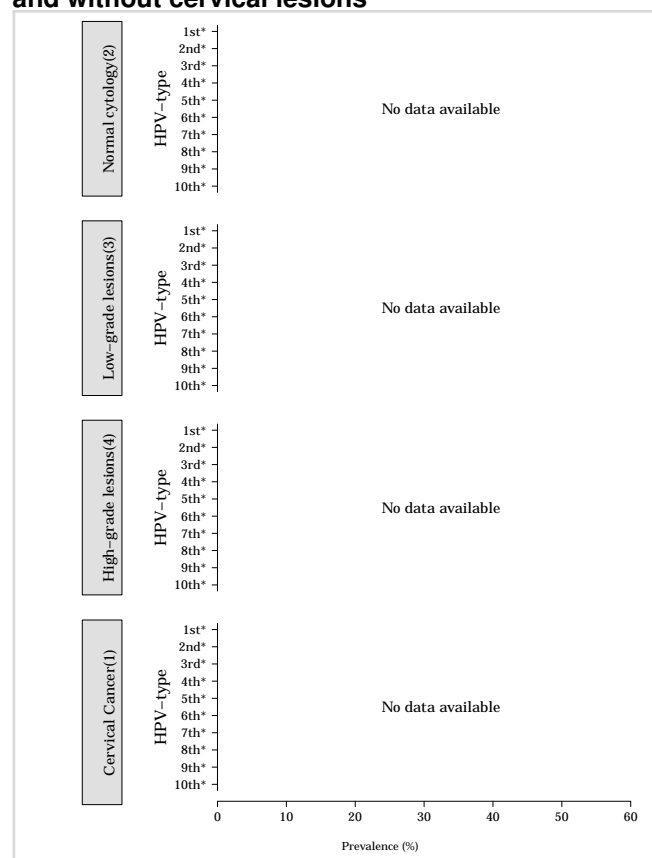 and without cervical lesions
Normal cytology(2)
HPV−type
1st*
2nd*
3rd*
4th*
5th*
6th*
7th*
8th*
9th*
10th*
No data available
Low−grade lesions(3)
HPV−type
1st*
2nd*
3rd*
4th*
5th*
6th*
7th*
8th*
9th*
10th*
No data available
High−grade lesions(4)
HPV−type
1st*
2nd*
3rd*
4th*
5th*
6th*
7th*
8th*
9th*
10th*
No data available
Cervical Cancer(1)
HPV−type
1st*
2nd*
3rd*
4th*
5th*
6th*
7th*
8th*
9th*
10th*
No data available
0 10 20 30 40 50 60
Prevalence (%)